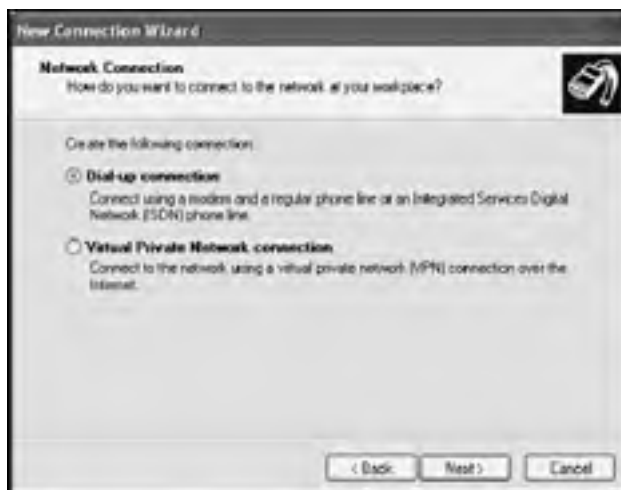 New Connection Wizard
Network Connection
How do you want to connect to the network at your workplace?
Create the following connection:
Dial-up connection
Connect using a modem and a regular phone line or an Integrated Services Digital
Network (ISDN) phone line.
Virtual Private Network connection
Connect to the network using a virtual private network (VPN) connection over the
Internet.
< Back
Next >
Cancel